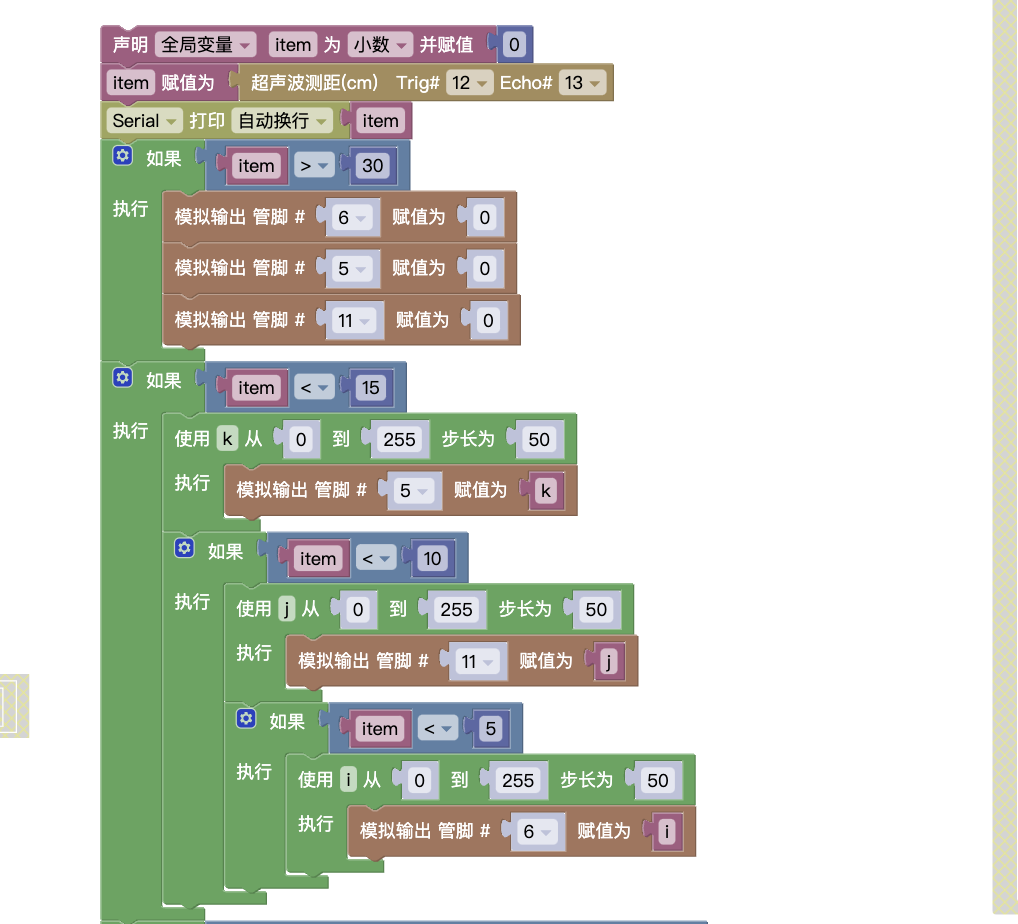 声明 全局变量 item 为 小数 并赋值 0
item 赋值为 超声波测距(cm) Trig# 12 Echo# 13
Serial 打印 自动换行 item
如果 item > 30
执行 模拟输出 管脚 # 6 赋值为 0
模拟输出 管脚 # 5 赋值为 0
模拟输出 管脚 # 11 赋值为 0
如果 item < 15
执行 使用 k 从 0 到 255 步长为 50
执行 模拟输出 管脚 # 5 赋值为 k
如果 item < 10
执行 使用 j 从 0 到 255 步长为 50
执行 模拟输出 管脚 # 11 赋值为 j
如果 item < 5
执行 使用 i 从 0 到 255 步长为 50
执行 模拟输出 管脚 # 6 赋值为 i